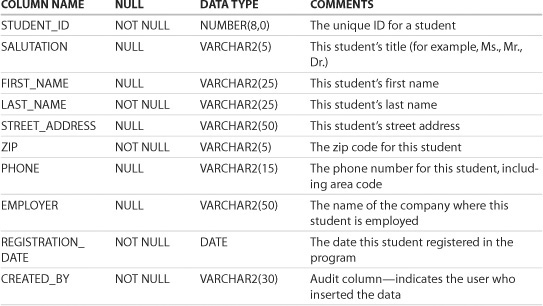 COLUMN NAME NULL DATA TYPE COMMENTS
STUDENT_ID NOT NULL NUMBER(8,0) The unique ID for a student
SALUTATION NULL VARCHAR2(5) This student's title (for example, Ms., Mr.,
Dr.)
FIRST_NAME NULL VARCHAR2(25) This student's first name
LAST_NAME NOT NULL VARCHAR2(25) This student's last name
STREET_ADDRESS NULL VARCHAR2(50) This student's street address
ZIP NOT NULL VARCHAR2(5) The zip code for this student
PHONE NULL VARCHAR2(15) The phone number for this student, includ-
ing area code
EMPLOYER NULL VARCHAR2(50) The name of the company where this
student is employed
REGISTRATION_ NOT NULL DATE The date this student registered in the
DATE program
CREATED_BY NOT NULL VARCHAR2(30) Audit column—indicates the user who
inserted the data